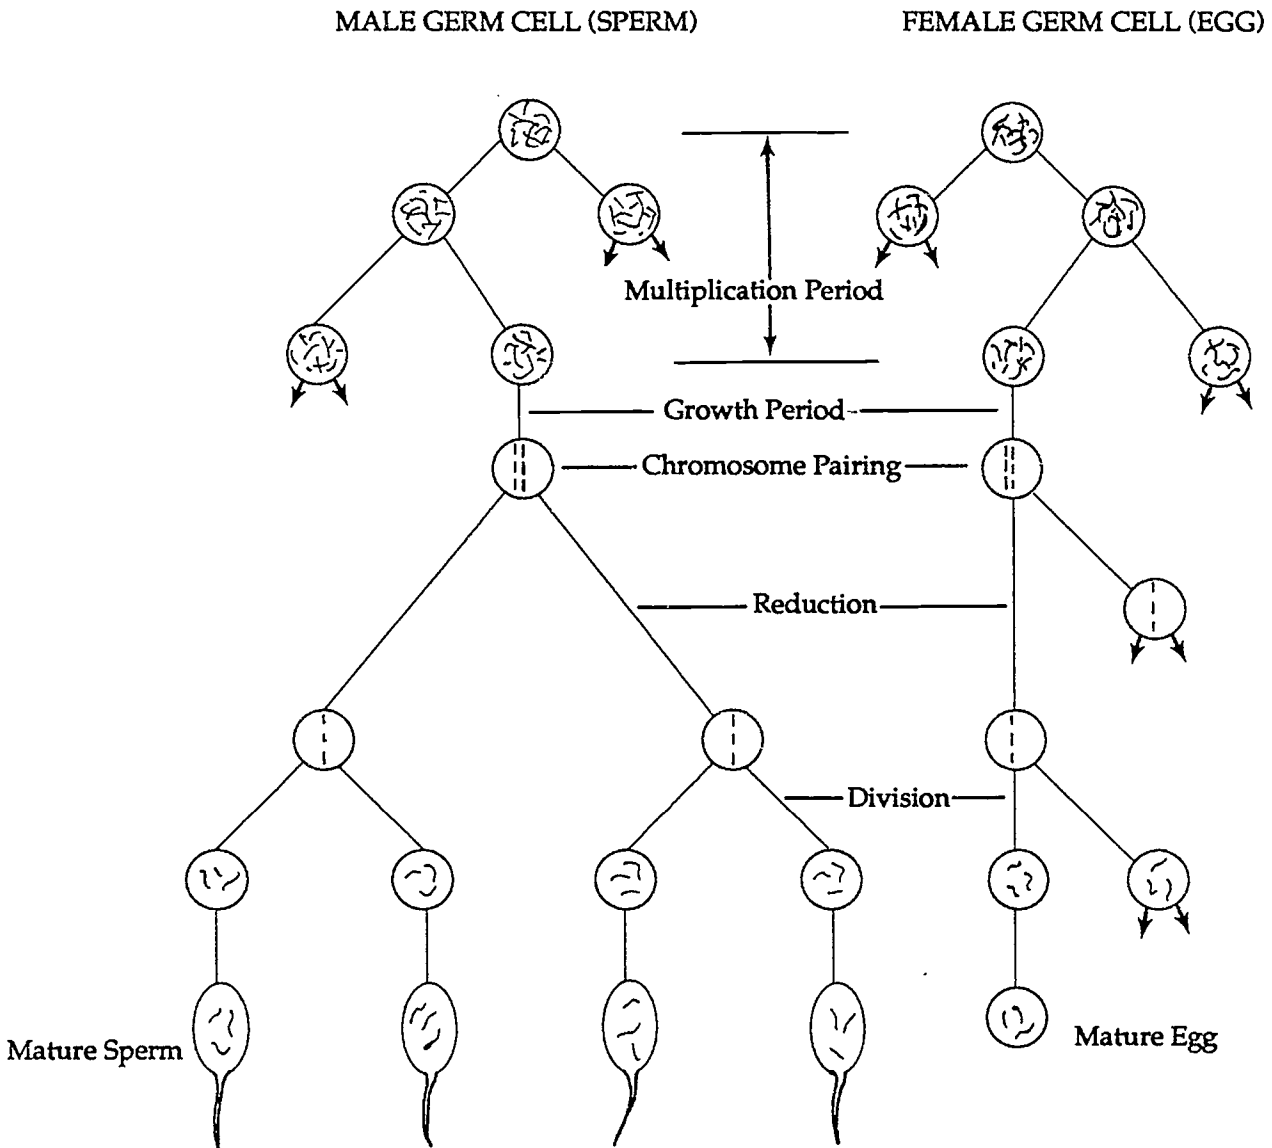 MALE GERM CELL (SPERM)
FEMALE GERM CELL (EGG)
Multiplication Period
Growth Period
Chromosome Pairing
Reduction
Division
Mature Sperm
Mature Egg